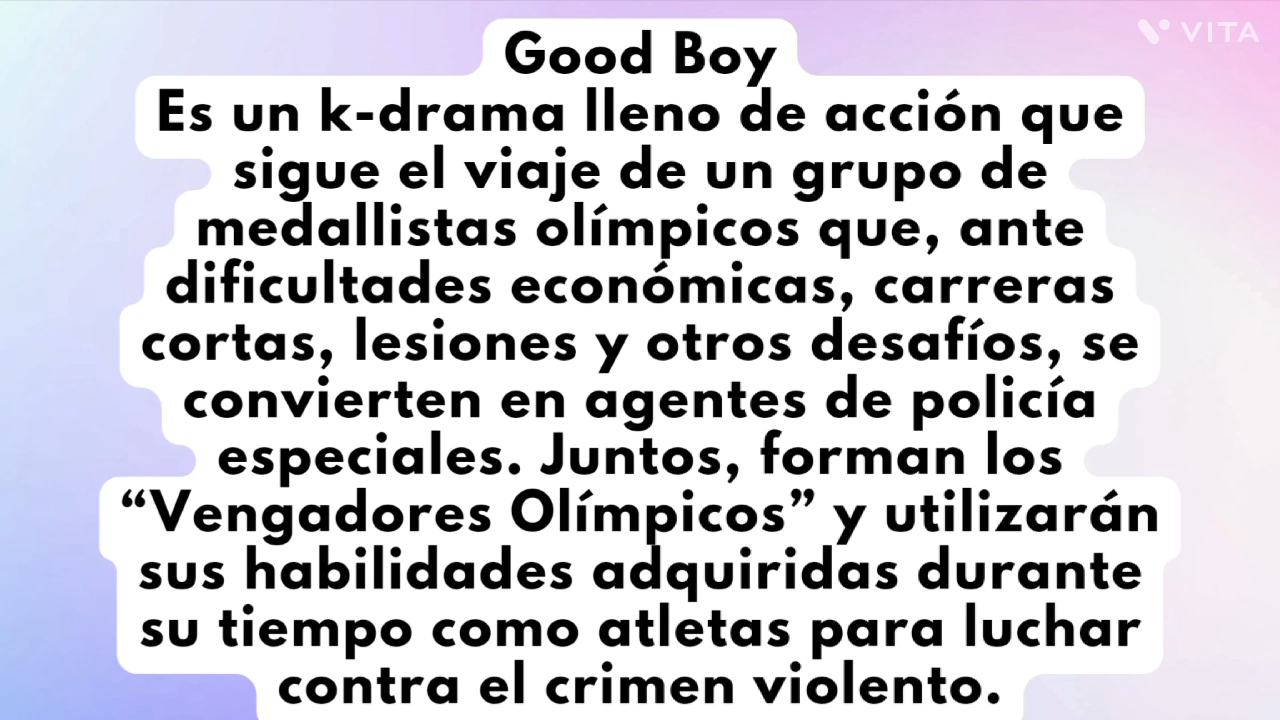 VITA
Good Boy
Es un k-drama lleno de acción que
sigue el viaje de un grupo de
medallistas olímpicos que, ante
dificultades económicas, carreras
cortas, lesiones y otros desafíos, se
convierten en agentes de policía
especiales. Juntos, forman los
“Vengadores Olímpicos” y utilizarán
sus habilidades adquiridas durante
su tiempo como atletas para luchar
contra el crimen violento.